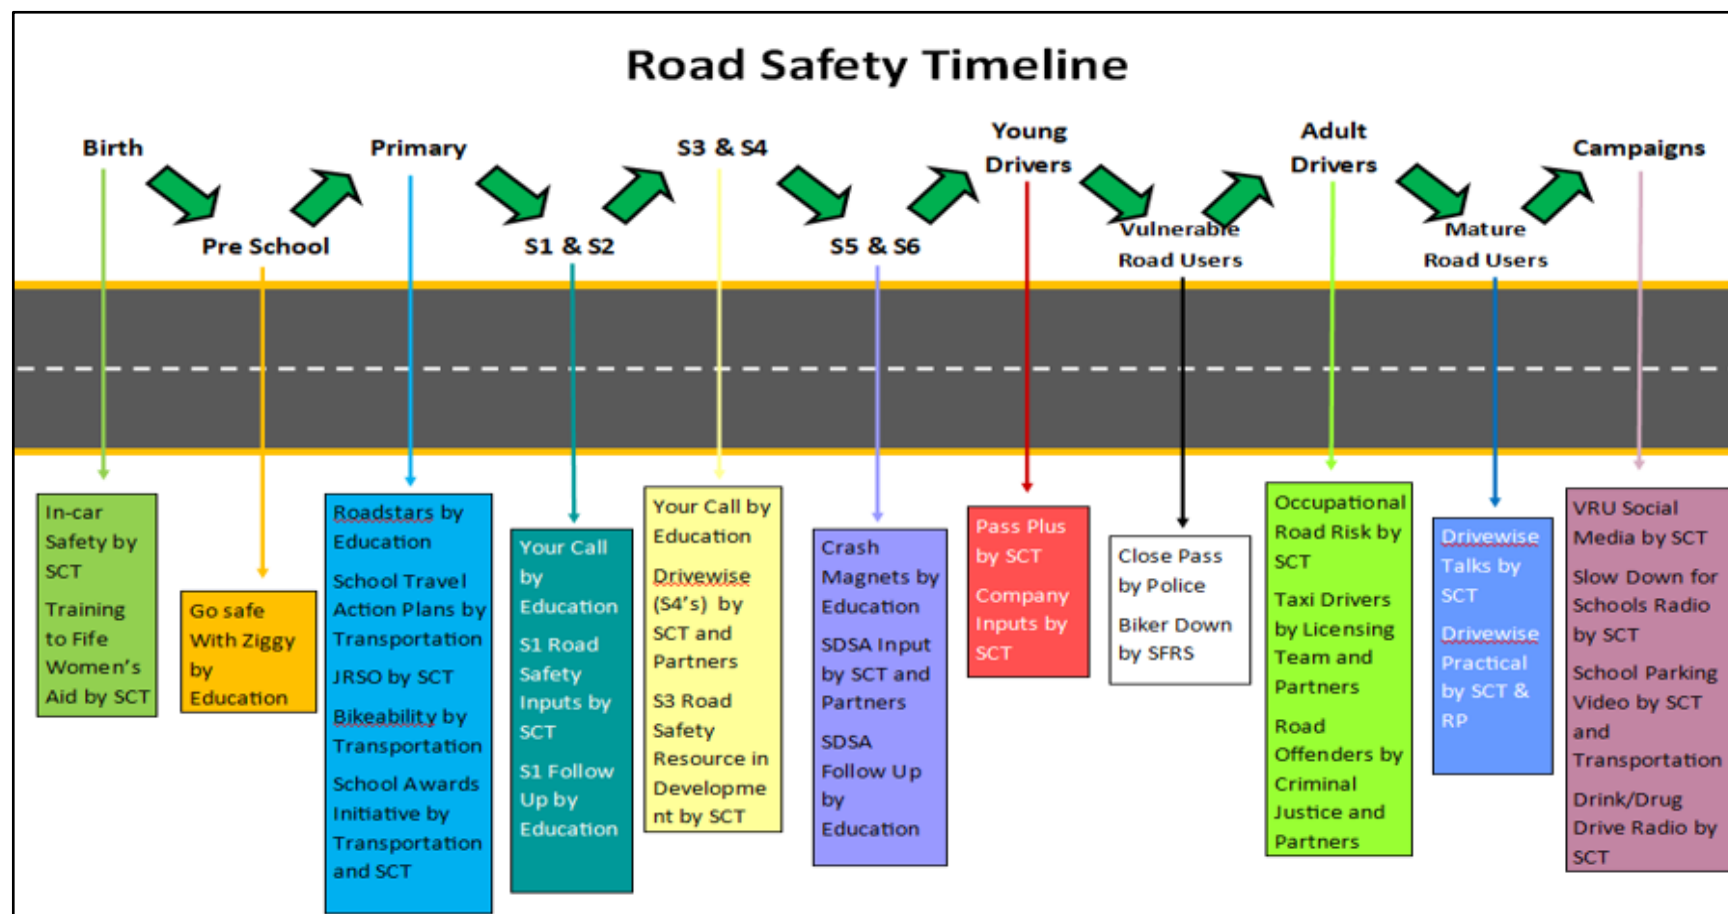 Road Safety Timeline
Birth
Pre School
Primary
S1 & S2
S3 & S4
S5 & S6
Young
Drivers
Vulnerable
Road Users
Adult
Drivers
Mature
Road Users
Campaigns
In-car
Safety by
SCT
Training
to Fife
Women's
Aid by SCT
Go safe
With Ziggy
by
Education
Roadstars by
Education
School Travel
Action Plans by
Transportation
JRSO by SCT
Bikeability by
Transportation
School Awards
Initiative by
Transportation
and SCT
Your Call
by
Education
S1 Road
Safety
Inputs by
SCT
S1 Follow
Up by
Education
Your Call by
Education
Drivewise
(S4's) by
SCT and
Partners
S3 Road
Safety
Resource in
Developme
nt by SCT
Crash
Magnets by
Education
SDSA Input
by SCT and
Partners
SDSA
Follow Up
by
Education
Pass Plus
by SCT
Company
Inputs by
SCT
Close Pass
by Police
Biker Down
by SFRS
Occupational
Road Risk by
SCT
Taxi Drivers
by Licensing
Team and
Partners
Road
Offenders by
Criminal
Justice and
Partners
Drivewise
Talks by
SCT
Drivewise
Practical
by SCT &
RP
VRU Social
Media by SCT
Slow Down for
Schools Radio
by SCT
School Parking
Video by SCT
and
Transportation
Drink/Drug
Drive Radio by
SCT